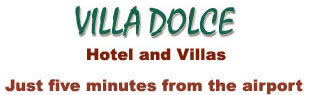 VILLA DOLCE
Hotel and Villas
Just five minutes from the airport